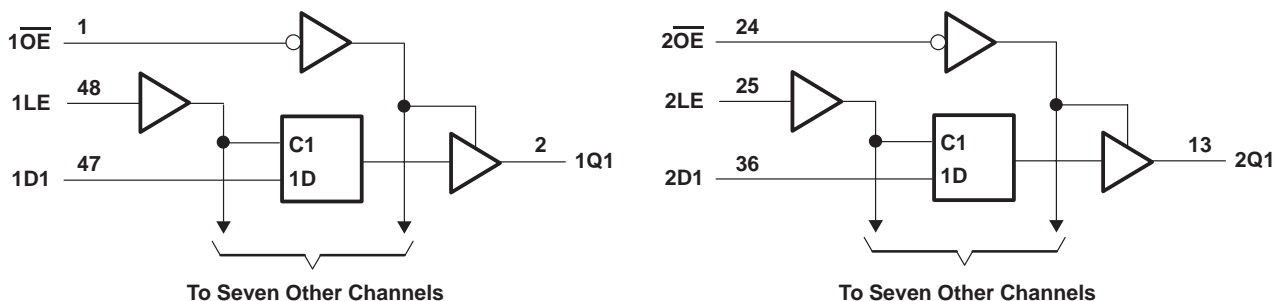 1
1OE
48
1LE
C1
2
1Q1
47
1D1
1D
To Seven Other Channels
24
2OE
25
2LE
C1
13
2Q1
36
2D1
1D
To Seven Other Channels